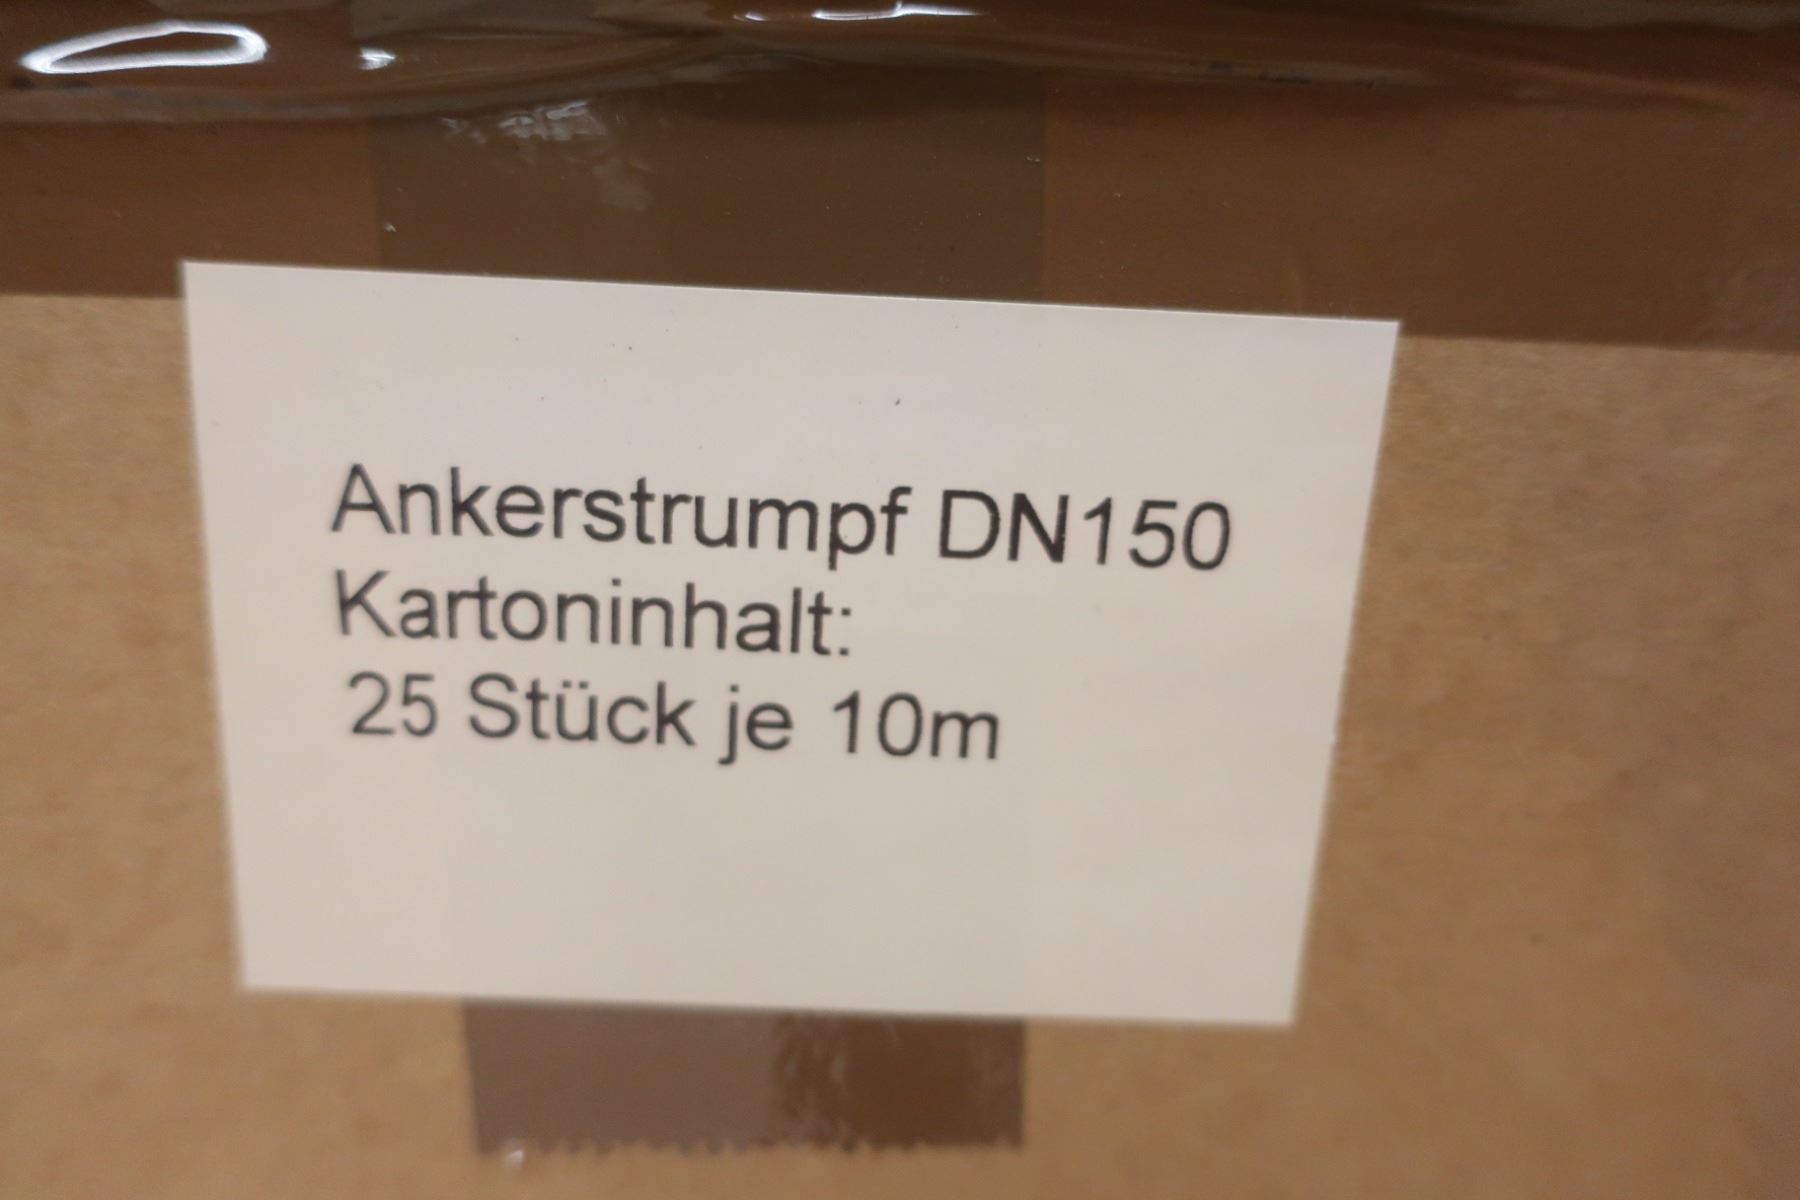 Ankerstrumpf DN150
Kartoninhalt:
25 Stück je 10m